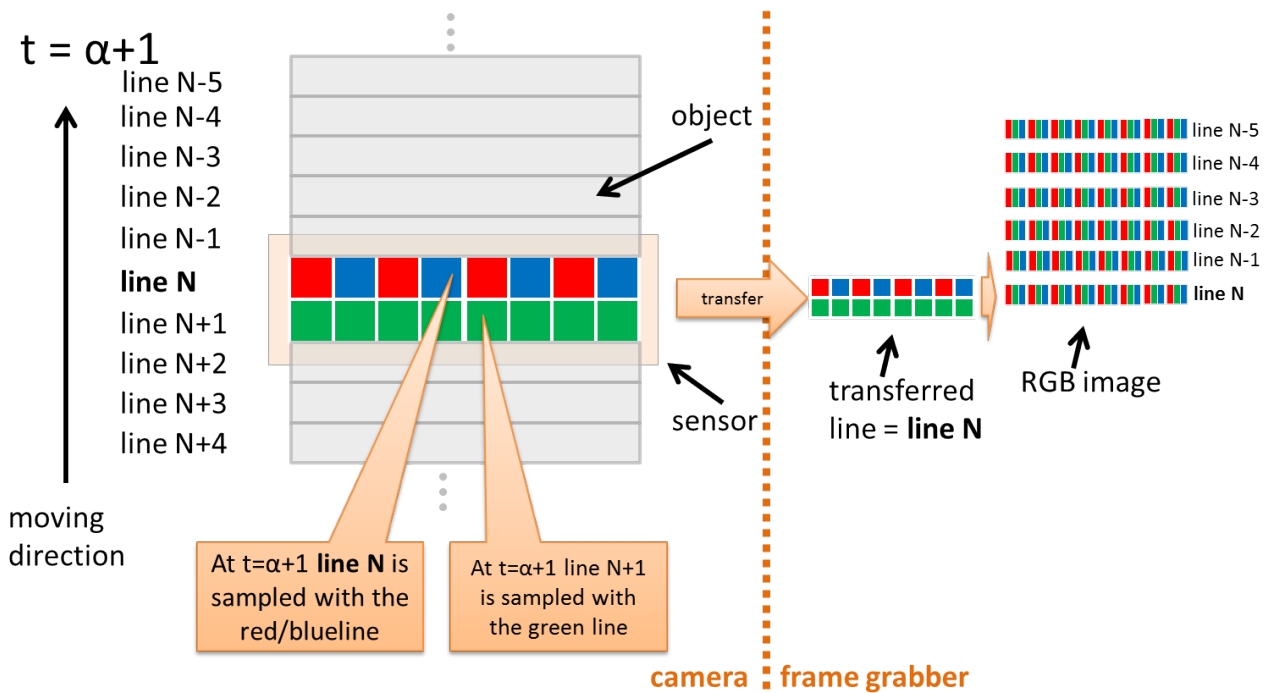 t = α+1
line N-5
line N-4
line N-3
line N-2
line N-1
line N
line N+1
line N+2
line N+3
line N+4
moving
direction
object
sensor
At t=α+1 line N is
sampled with the
red/blueline
At t=α+1 line N+1
is sampled with
the green line
transfer
transferred
line = line N
line N-5
line N-4
line N-3
line N-2
line N-1
line N
RGB image
camera
frame grabber